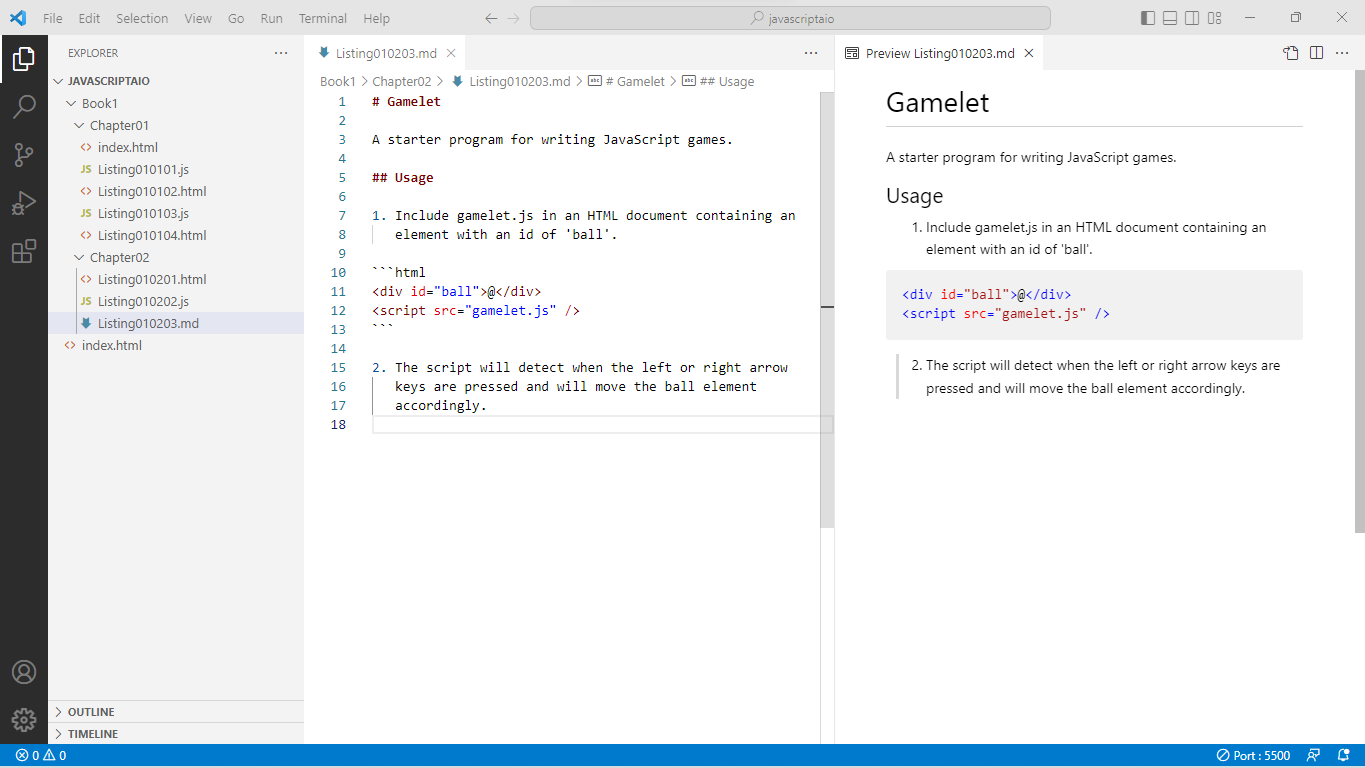 File Edit Selection View Go Run Terminal Help
javascriptaio
EXPLORER
JAVASCRIPTAIO
Book1
Chapter01
<> index.html
JS Listing010101.js
<> Listing010102.html
JS Listing010103.js
<> Listing010104.html
Chapter02
<> Listing010201.html
JS Listing010202.js
Listing010203.md
<> index.html
OUTLINE
TIMELINE
Listing010203.md
Book1 > Chapter02 > Listing010203.md > abc # Gamelet > abc ## Usage
1 # Gamelet
2
3 A starter program for writing JavaScript games.
4
5 ## Usage
6
7 1. Include gamelet.js in an HTML document containing an
8 element with an id of 'ball'.
9
10 ```html
11 <div id="ball">@</div>
12 <script src="gamelet.js" />
13 ```
14
15 2. The script will detect when the left or right arrow
16 keys are pressed and will move the ball element
17 accordingly.
18
Preview Listing010203.md
Gamelet
A starter program for writing JavaScript games.
Usage
1. Include gamelet.js in an HTML document containing an
element with an id of 'ball'.
<div id="ball">@</div>
<script src="gamelet.js" />
2. The script will detect when the left or right arrow keys are
pressed and will move the ball element accordingly.
0 0
Port : 5500